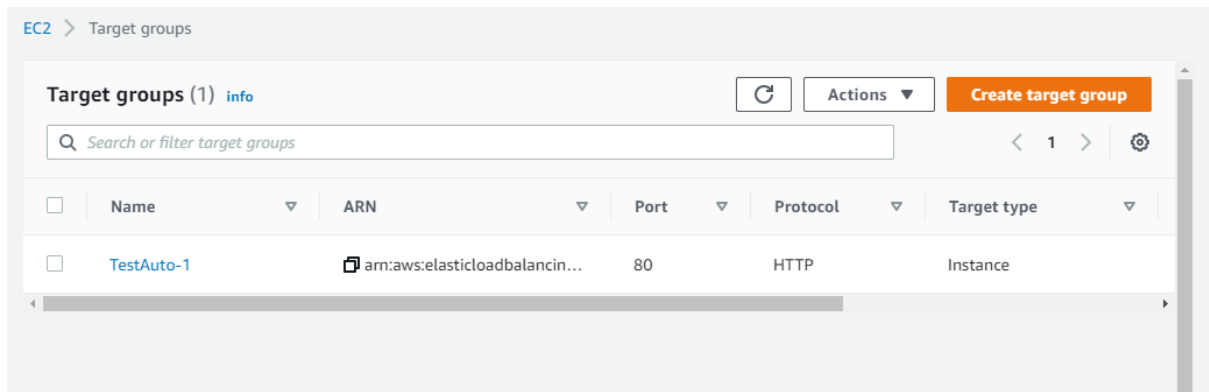 EC2 > Target groups
Target groups (1) info
Actions
Create target group
Search or filter target groups
1
Name ARN Port Protocol Target type
TestAuto-1 arn:aws:elasticloadbalancin... 80 HTTP Instance